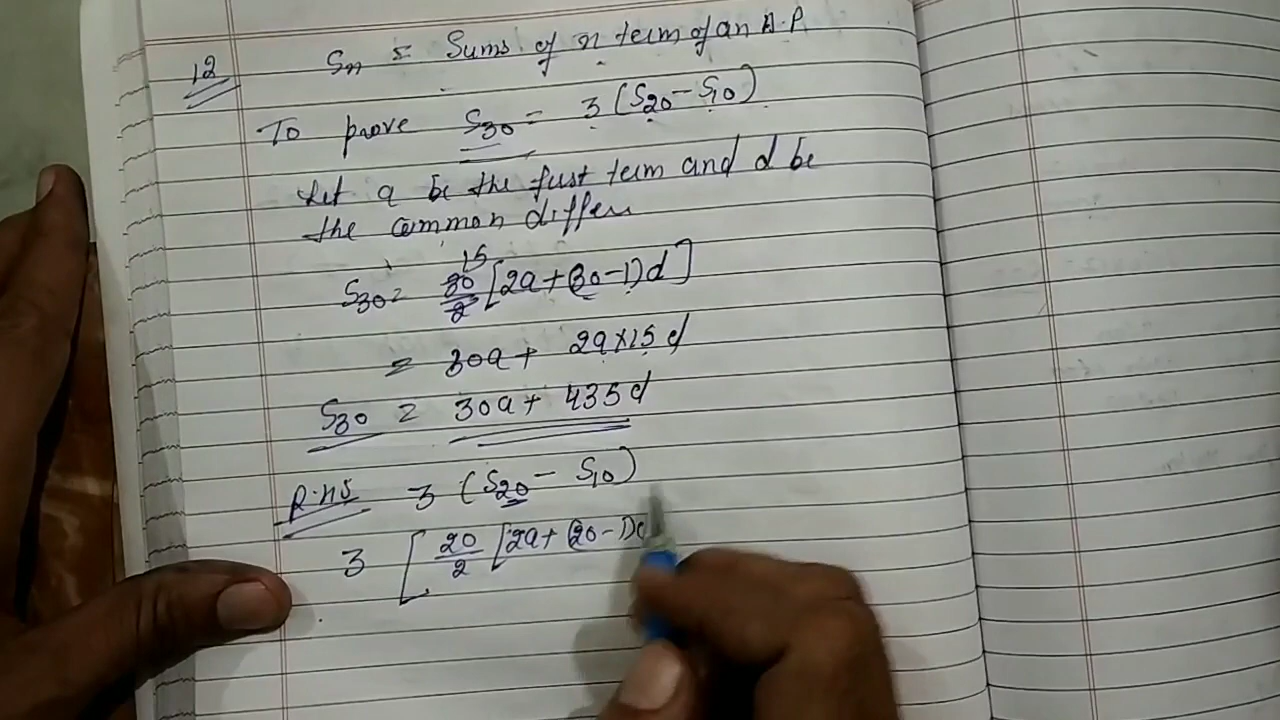 12 Sn = Sums of n term of an A.P
To prove S30 = 3 (S20 - S10)
Let a be the first term and d be
the common differen
S30 = 30/2 15 [2a + (30-1)d]
= 30a + 29x15d
S30 = 30a + 435d
R.H.S 3 (S20 - S10)
3 [ 20/2 [2a + (20-1)d